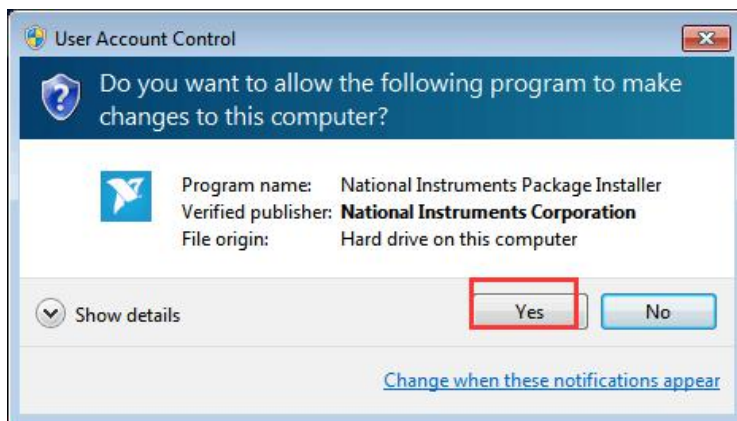 User Account Control
Do you want to allow the following program to make
changes to this computer?
Program name: National Instruments Package Installer
Verified publisher: National Instruments Corporation
File origin: Hard drive on this computer
Show details Yes No
Change when these notifications appear